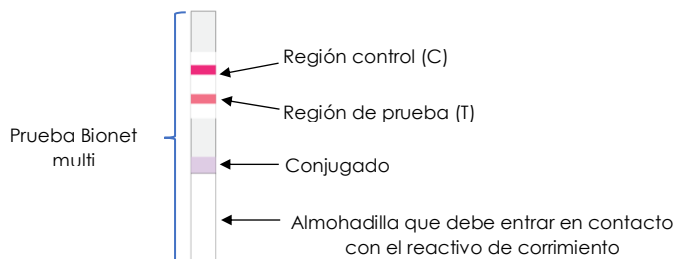 Región control (C)
Región de prueba (T)
Prueba Bionet
multi
Conjugado
Almohadilla que debe entrar en contacto
con el reactivo de corrimiento